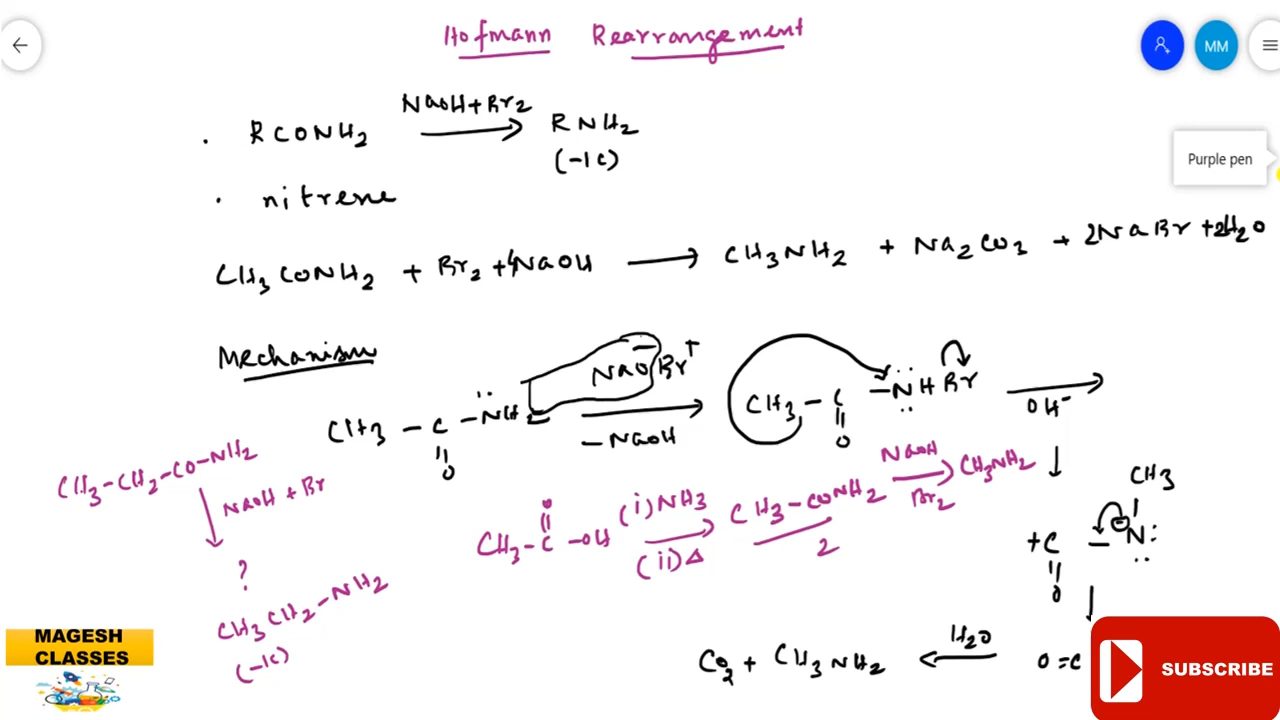 Hofmann Rearrangement
MM
Purple pen
. RCONH2 NaOH+Br2 → RNH2
(-1C)
. nitrene
CH3CONH2 + Br2 + 4NaOH → CH3NH2 + Na2CO3 + 2NaBr + 2H2O
Mechanism
CH3 - C - NH2
O
NaO Br +
- NaOH
CH3 - C - NHBr
O
OH-
CH3 - CH2 - CO - NH2
NaOH + Br
?
CH3CH2 - NH2
(-1C)
O
CH3 - C - OH (i) NH3 → CH3 - CONH2 NaOH → CH3NH2
(ii) Δ
2
Br2
CH3
+C - N:
O
O=C
H2O
CO2 + CH3NH2 ←
MAGESH
CLASSES
SUBSCRIBE